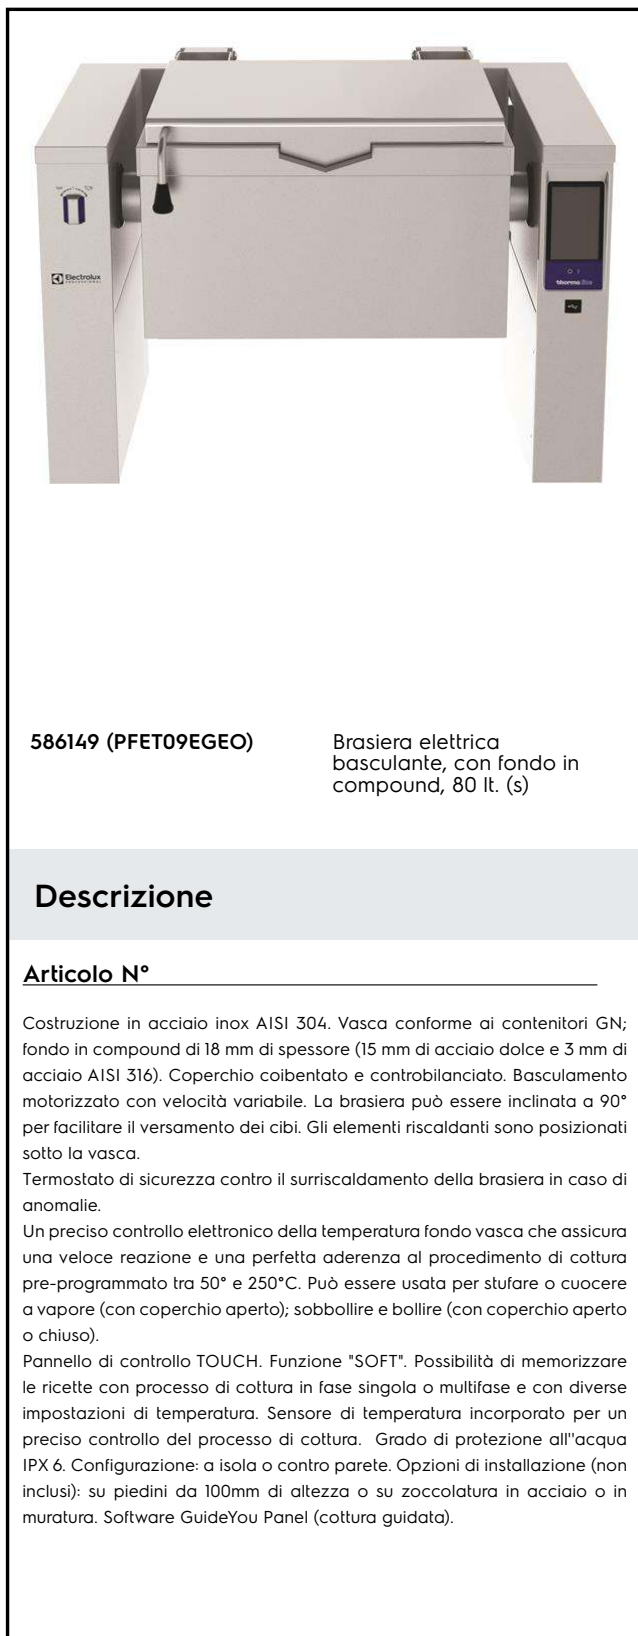 Electrolux
PROFESSIONAL
thermaline
586149 (PFET09EGEO)
Brasiera elettrica
basculante, con fondo in
compound, 80 lt. (s)
Descrizione
Articolo N°
Costruzione in acciaio inox AISI 304. Vasca conforme ai contenitori GN;
fondo in compound di 18 mm di spessore (15 mm di acciaio dolce e 3 mm di
acciaio AISI 316). Coperchio coibentato e controbilanciato. Basculamento
motorizzato con velocità variabile. La brasiera può essere inclinata a 90°
per facilitare il versamento dei cibi. Gli elementi riscaldanti sono posizionati
sotto la vasca.
Termostato di sicurezza contro il surriscaldamento della brasiera in caso di
anomalie.
Un preciso controllo elettronico della temperatura fondo vasca che assicura
una veloce reazione e una perfetta aderenza al procedimento di cottura
pre-programmato tra 50° e 250°C. Può essere usata per stufare o cuocere
a vapore (con coperchio aperto); sobbollire e bollire (con coperchio aperto
o chiuso).
Pannello di controllo TOUCH. Funzione "SOFT". Possibilità di memorizzare
le ricette con processo di cottura in fase singola o multifase e con diverse
impostazioni di temperatura. Sensore di temperatura incorporato per un
preciso controllo del processo di cottura. Grado di protezione all''acqua
IPX 6. Configurazione: a isola o contro parete. Opzioni di installazione (non
inclusi): su piedini da 100mm di altezza o su zoccolatura in acciaio o in
muratura. Software GuideYou Panel (cottura guidata).